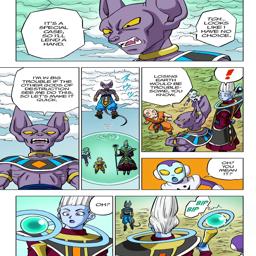 IT'S A
SPECIAL
CASE,
SO I'LL
LEND A
HAND.
TCH...
LOOKS
LIKE I
HAVE NO
CHOICE.
I'M IN BIG
TROUBLE IF THE
OTHER GODS OF
DESTRUCTION
SEE ME DO THIS,
SO LET'S MAKE IT
QUICK.
LOSING
EARTH
WOULD BE
TROUBLE-
SOME, YOU
KNOW.
!
OH?
YOU
MEAN IT?
OH?
BIP
BIP